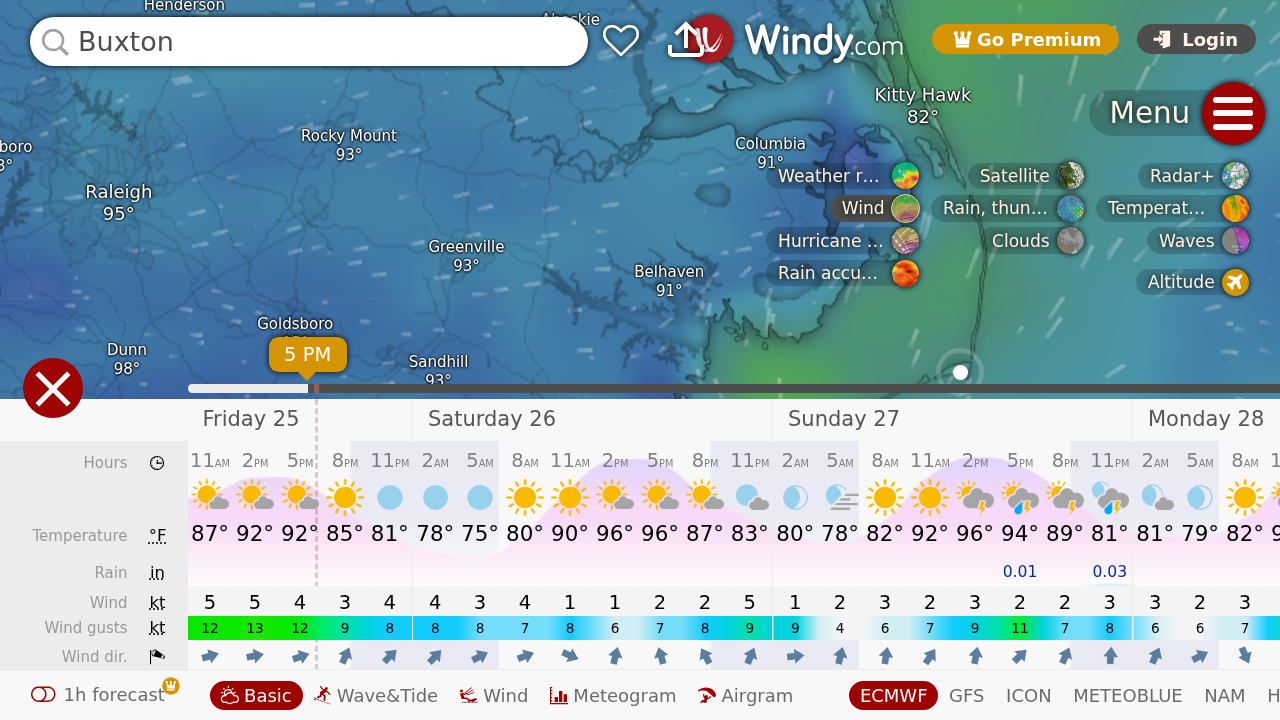 Henderson
Ahoskie
Buxton
Windy.com
Go Premium
Login
Menu
Kitty Hawk
82°
Rocky Mount
93°
Columbia
91°
boro
3°
Raleigh
95°
Weather r...
Satellite
Radar+
Wind
Rain, thun...
Temperat...
Hurricane ...
Clouds
Waves
Rain accu...
Altitude
Greenville
93°
Belhaven
91°
Goldsboro
5 PM
Dunn
98°
Sandhill
93°
Friday 25 Saturday 26 Sunday 27 Monday 28
Hours 11AM 2PM 5PM 8PM 11PM 2AM 5AM 8AM 11AM 2PM 5PM 8PM 11PM 2AM 5AM 8AM 11AM 2PM 5PM 8PM 11PM 2AM 5AM 8AM 1
Temperature °F 87° 92° 92° 85° 81° 78° 75° 80° 90° 96° 96° 87° 83° 80° 78° 82° 92° 96° 94° 89° 81° 81° 79° 82° 9
Rain in 0.01 0.03
Wind kt 5 5 4 3 4 4 3 4 1 1 2 2 5 1 2 3 2 3 2 2 3 3 2 3
Wind gusts kt 12 13 12 9 8 8 8 7 8 6 7 8 9 9 4 6 7 9 11 7 8 6 6 7
Wind dir.
1h forecast Basic Wave&Tide Wind Meteogram Airgram ECMWF GFS ICON METEOBLUE NAM H